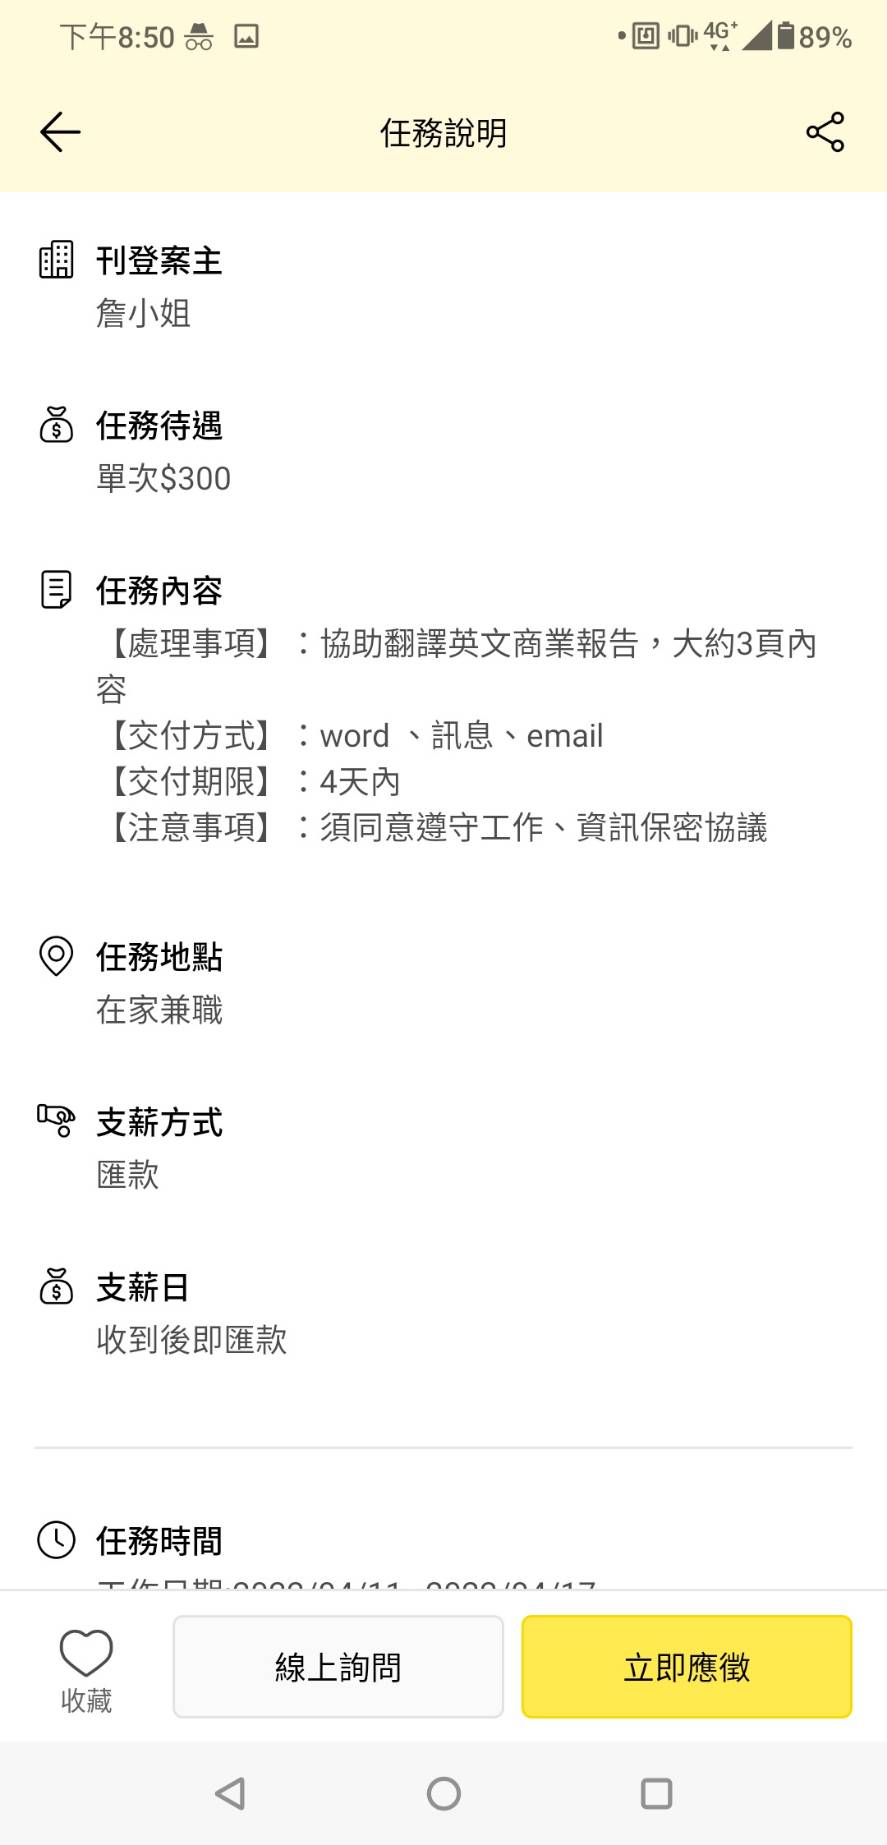 下午8:50
4G+ 89%
任務說明
刊登案主
詹小姐
任務待遇
單次$300
任務內容
【處理事項】：協助翻譯英文商業報告，大約3頁內
容
【交付方式】：word 、訊息、email
【交付期限】：4天內
【注意事項】：須同意遵守工作、資訊保密協議
任務地點
在家兼職
支薪方式
匯款
支薪日
收到後即匯款
任務時間
收藏
線上詢問
立即應徵